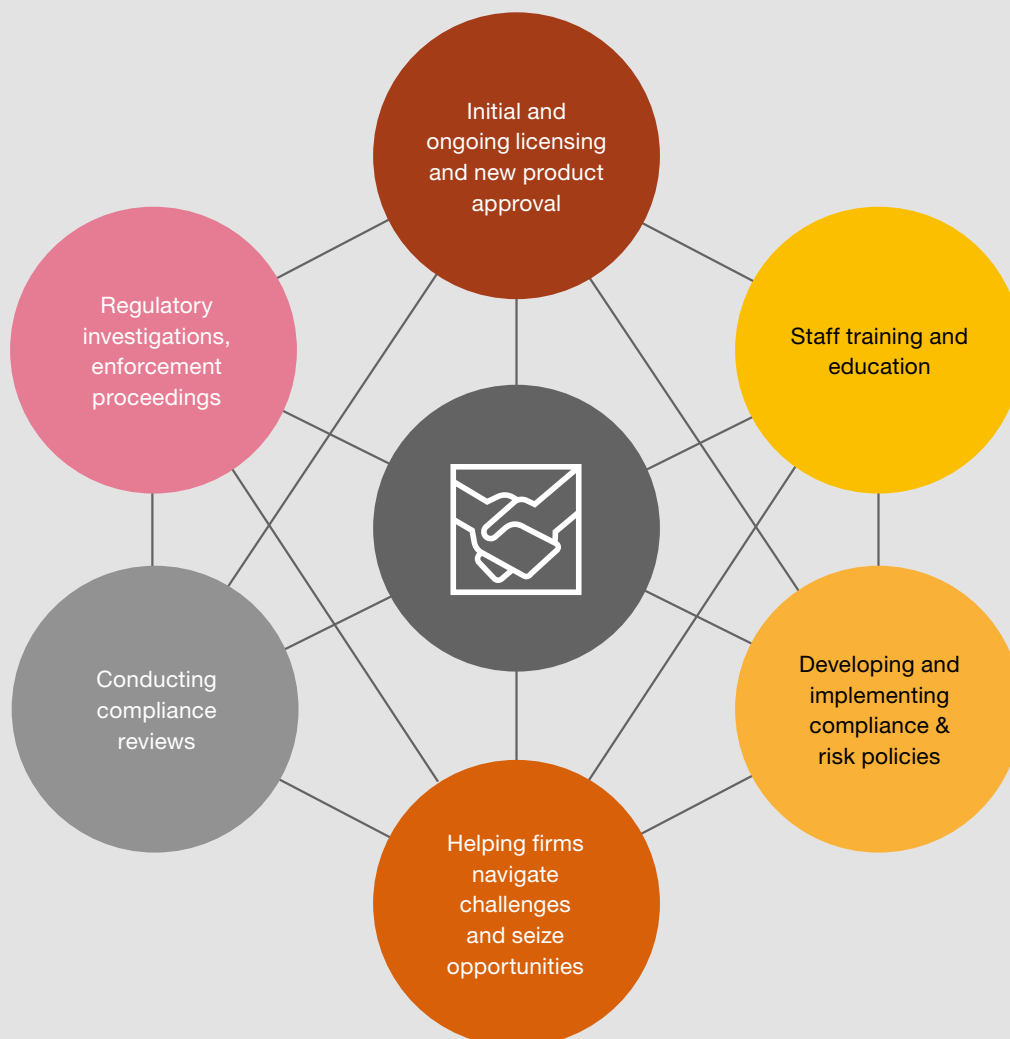 Initial and
ongoing licensing
and new product
approval
Regulatory
investigations,
enforcement
proceedings
Staff training and
education
Conducting
compliance
reviews
Developing and
implementing
compliance &
risk policies
Helping firms
navigate
challenges
and seize
opportunities